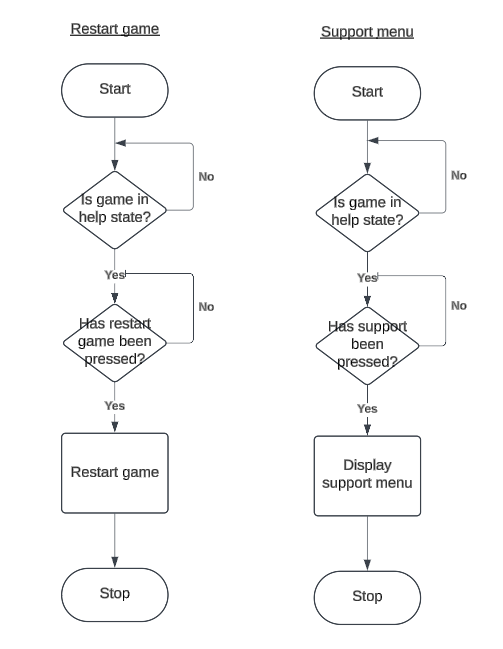 Restart game
Start
Is game in
help state?
No
Yes
Has restart
game been
pressed?
No
Yes
Restart game
Stop
Support menu
Start
Is game in
help state?
No
Yes
Has support
been
pressed?
No
Yes
Display
support menu
Stop